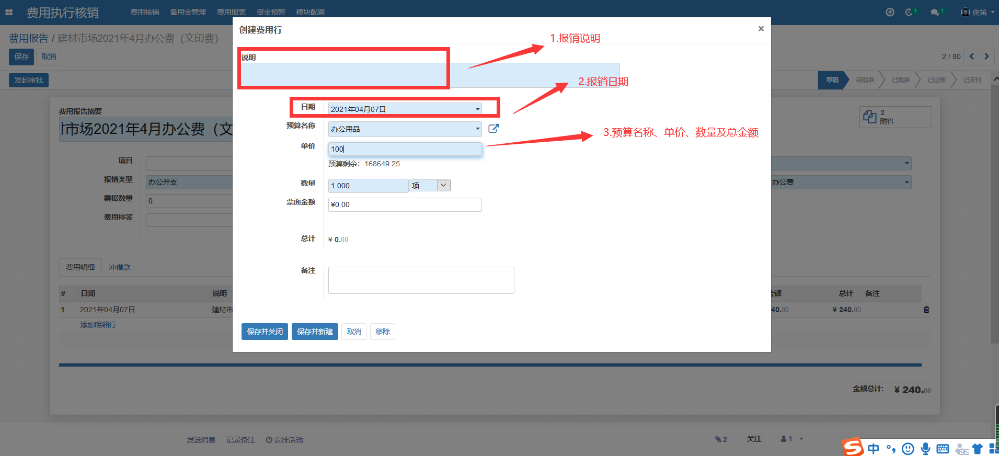 费用执行核销
费用核销 备用金管理 费用报表 资金预警 模块配置
1 1 佟笛
费用报告 / 建材市场2021年4月办公费（文印费）
保存 取消
2 / 80
发起审批
草稿 待批准 已批准 已过账 已支付
创建费用行 ×
1.报销说明
说明
2.报销日期
日期 2021年04月07日
预算名称 办公用品
3.预算名称、单价、数量及总金额
单价 100
预算剩余：168649.25
数量 1.000 项
票面金额 ¥0.00
总计 ¥ 0.00
备注
保存并关闭 保存并新建 取消 移除
费用报告摘要
市场2021年4月办公费（文
2
附件
项目
报销类型 办公开支
办公费
票据数量 0
费用标签
费用明细 冲借款
# 日期 说明 金额 总计 备注
1 2021年04月07日 建材市 40.00 ¥ 240.00
添加明细行
金额总计: ¥ 240.00
发送消息 记录备注 安排活动
2 关注 1
S 中